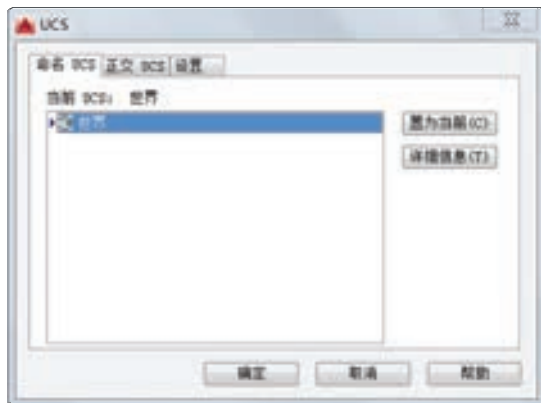 UCS
命名 UCS 正交 UCS 设置
当前 UCS: 世界
世界
置为当前(C)
详细信息(T)
确定 取消 帮助